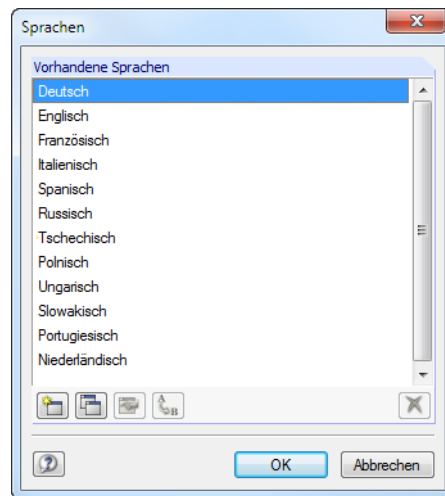 Sprachen
Vorhandene Sprachen
Deutsch
Englisch
Französisch
Italienisch
Spanisch
Russisch
Tschechisch
Polnisch
Ungarisch
Slowakisch
Portugiesisch
Niederländisch
A
B
OK
Abbrechen